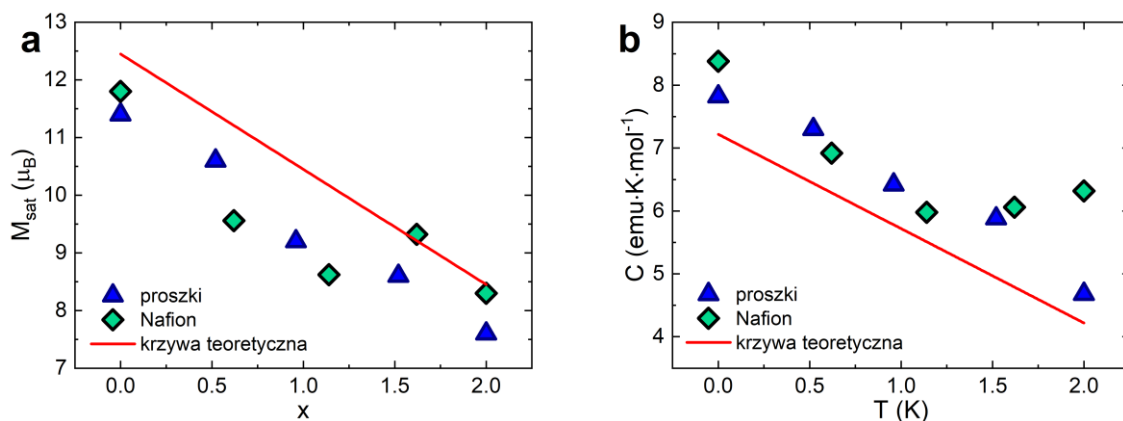 a
13
12
11
10
9
8
7
M_sat (μ_B)
proszki
Nafion
krzywa teoretyczna
0.0 0.5 1.0 1.5 2.0
x
b
9
8
7
6
5
4
C (emu·K·mol⁻¹)
proszki
Nafion
krzywa teoretyczna
0.0 0.5 1.0 1.5 2.0
T (K)